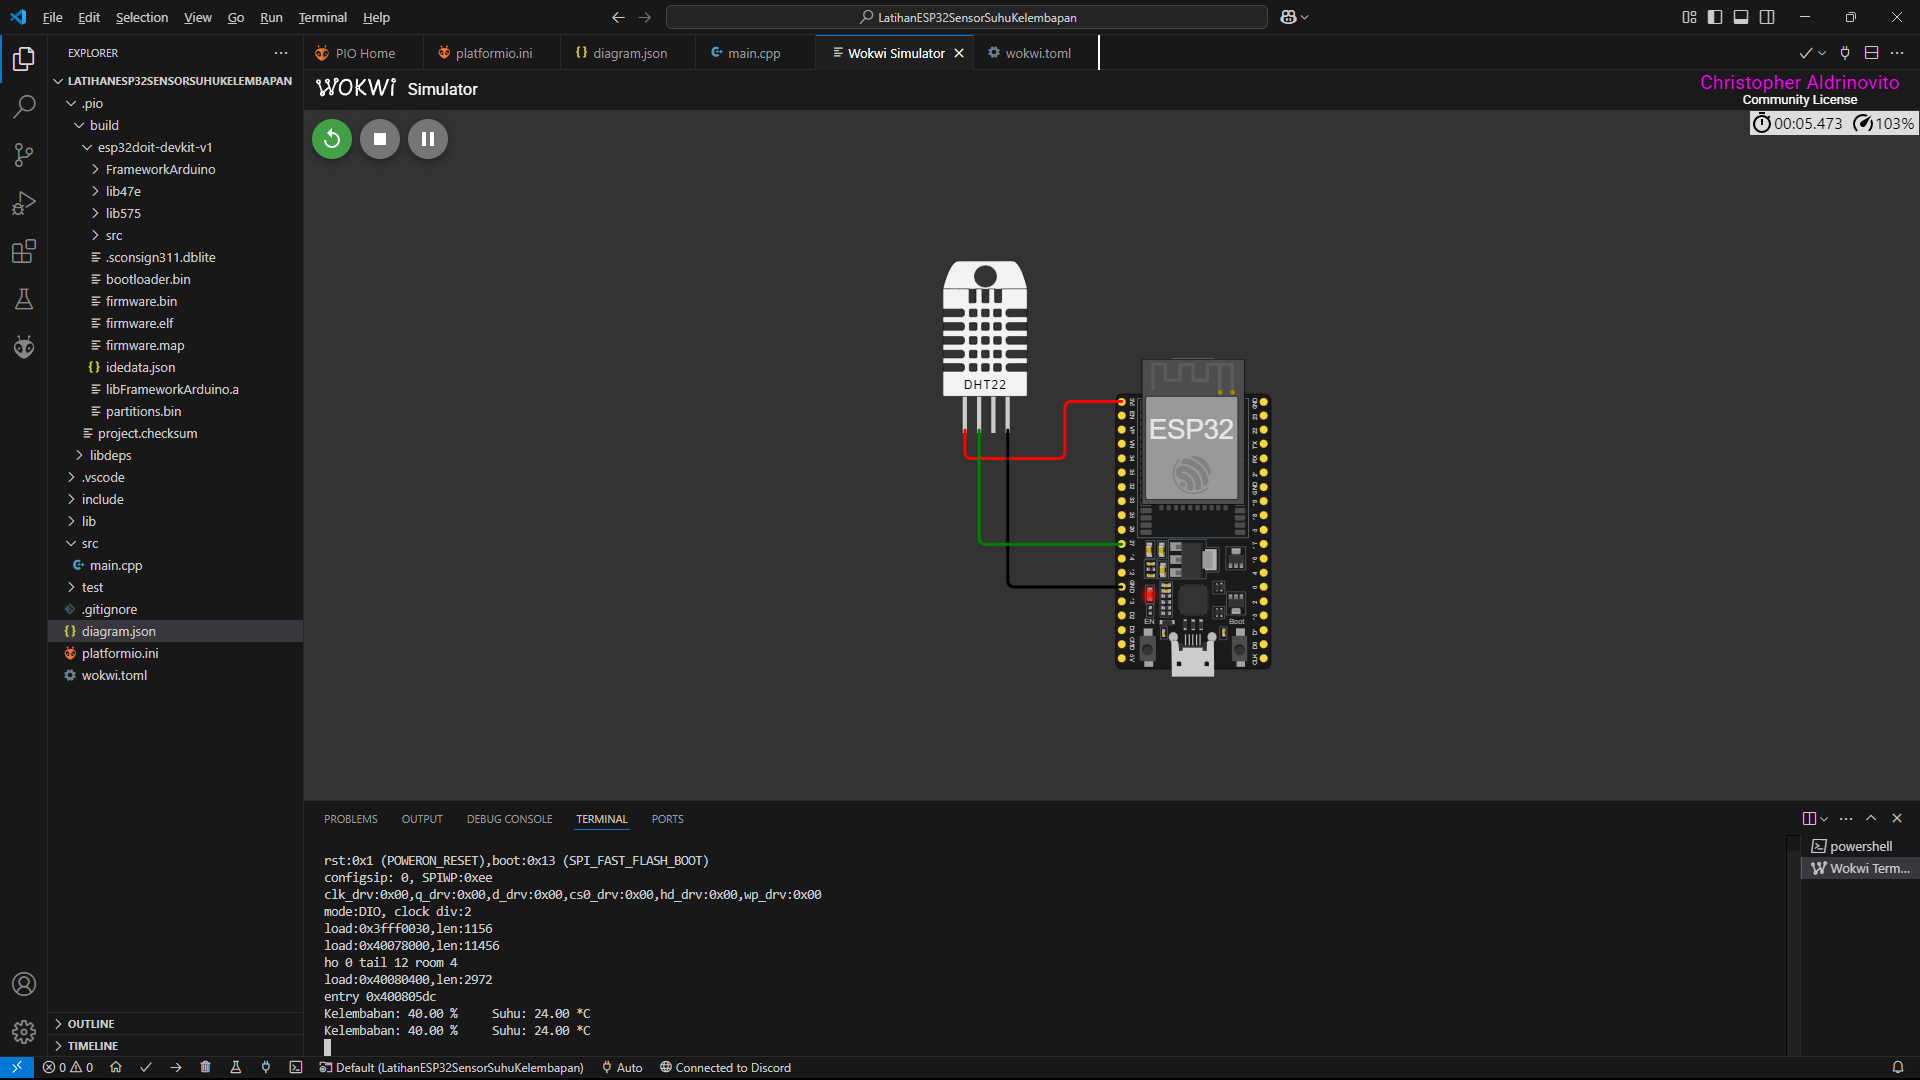 File Edit Selection View Go Run Terminal Help
LatihanESP32SensorSuhuKelembapan
EXPLORER
PIO Home
platformio.ini
diagram.json
main.cpp
Wokwi Simulator
wokwi.toml
LATIHANESP32SENSORSUHUKELEMBAPAN
.pio
build
esp32doit-devkit-v1
FrameworkArduino
lib47e
lib575
src
.sconsign311.dblite
bootloader.bin
firmware.bin
firmware.elf
firmware.map
idedata.json
libFrameworkArduino.a
partitions.bin
project.checksum
libdeps
.vscode
include
lib
src
main.cpp
test
.gitignore
diagram.json
platformio.ini
wokwi.toml
OUTLINE
TIMELINE
WOKWi Simulator
Christopher Aldrinovito
Community License
00:05.473 103%
DHT22
ESP32
EN
Boot
PROBLEMS OUTPUT DEBUG CONSOLE TERMINAL PORTS
powershell
Wokwi Term...
rst:0x1 (POWERON_RESET),boot:0x13 (SPI_FAST_FLASH_BOOT)
configsip: 0, SPIWP:0xee
clk_drv:0x00,q_drv:0x00,d_drv:0x00,cs0_drv:0x00,hd_drv:0x00,wp_drv:0x00
mode:DIO, clock div:2
load:0x3fff0030,len:1156
load:0x40078000,len:11456
ho 0 tail 12 room 4
load:0x40080400,len:2972
entry 0x400805dc
Kelembaban: 40.00 % Suhu: 24.00 *C
Kelembaban: 40.00 % Suhu: 24.00 *C
0 0 Default (LatihanESP32SensorSuhuKelembapan) Auto Connected to Discord